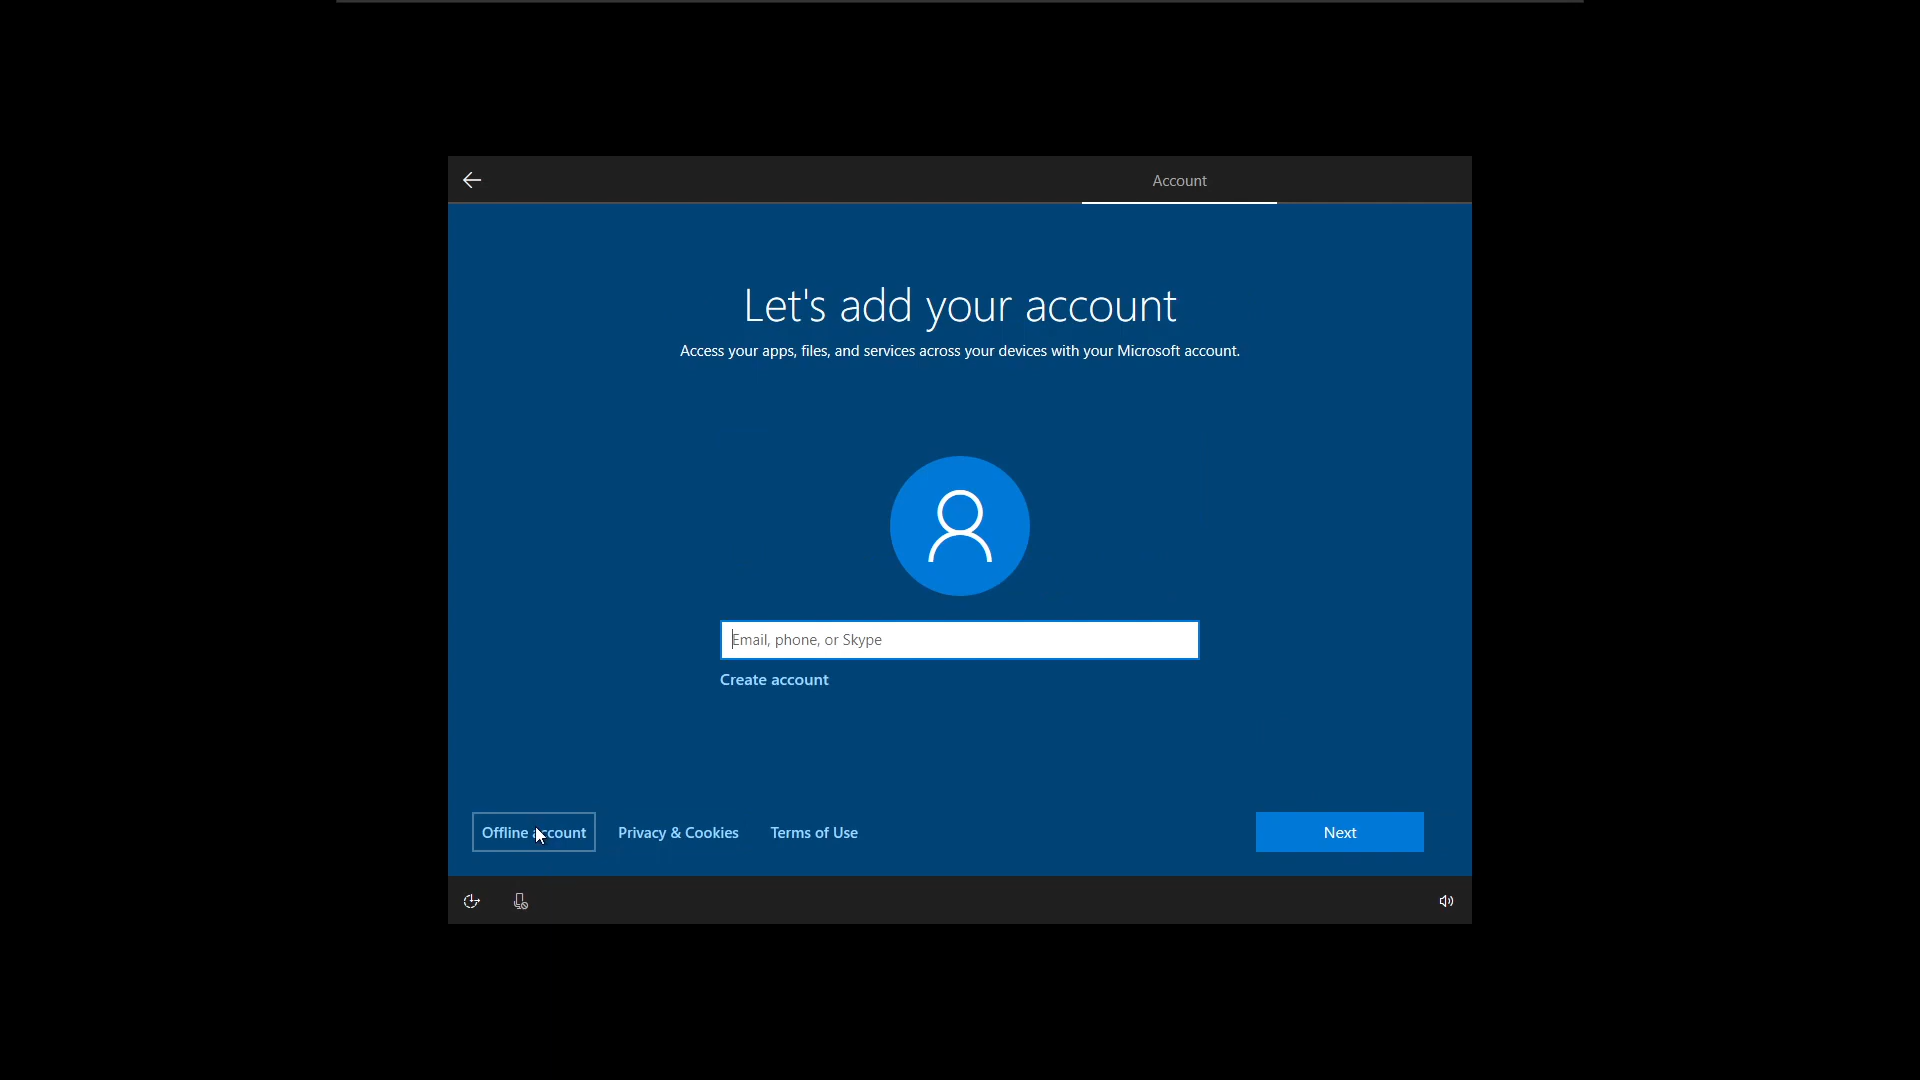 Account
Let's add your account
Access your apps, files, and services across your devices with your Microsoft account.
Email, phone, or Skype
Create account
Offline account
Privacy & Cookies
Terms of Use
Next